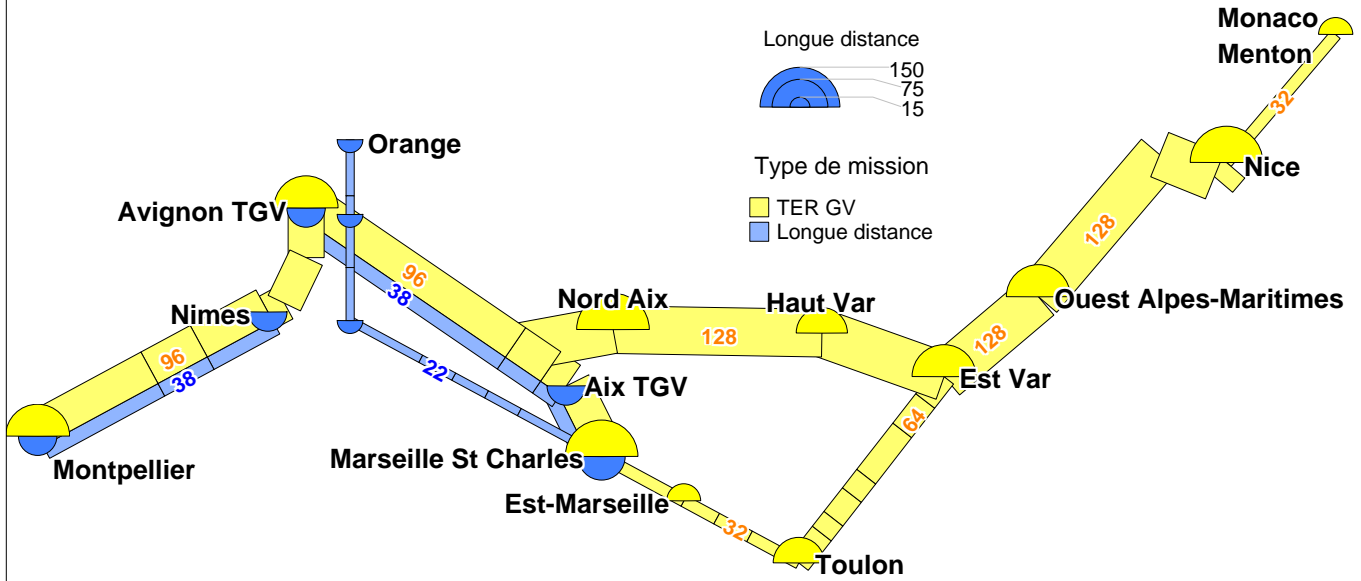 Monaco
Menton
Longue distance
150
75
15
32
Orange
Type de mission
Nice
TER GV
Longue distance
Avignon TGV
128
96
38
Nord Aix
Haut Var
Ouest Alpes-Maritimes
Nimes
128
128
96
38
22
Aix TGV
Est Var
64
Marseille St Charles
Montpellier
Est-Marseille
32
Toulon